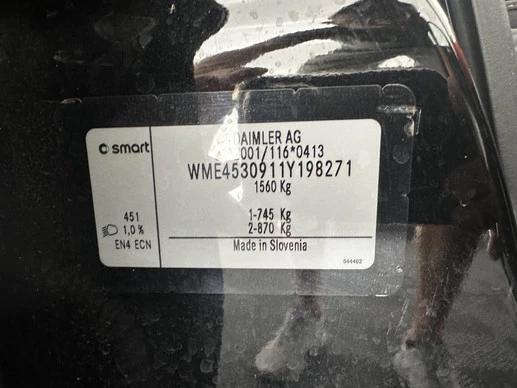 smart
DAIMLER AG
001/116*0413
WME4530911Y198271
1560 Kg
1-745 Kg
2-870 Kg
451
1,0 %
EN4 ECN
Made in Slovenia
544462